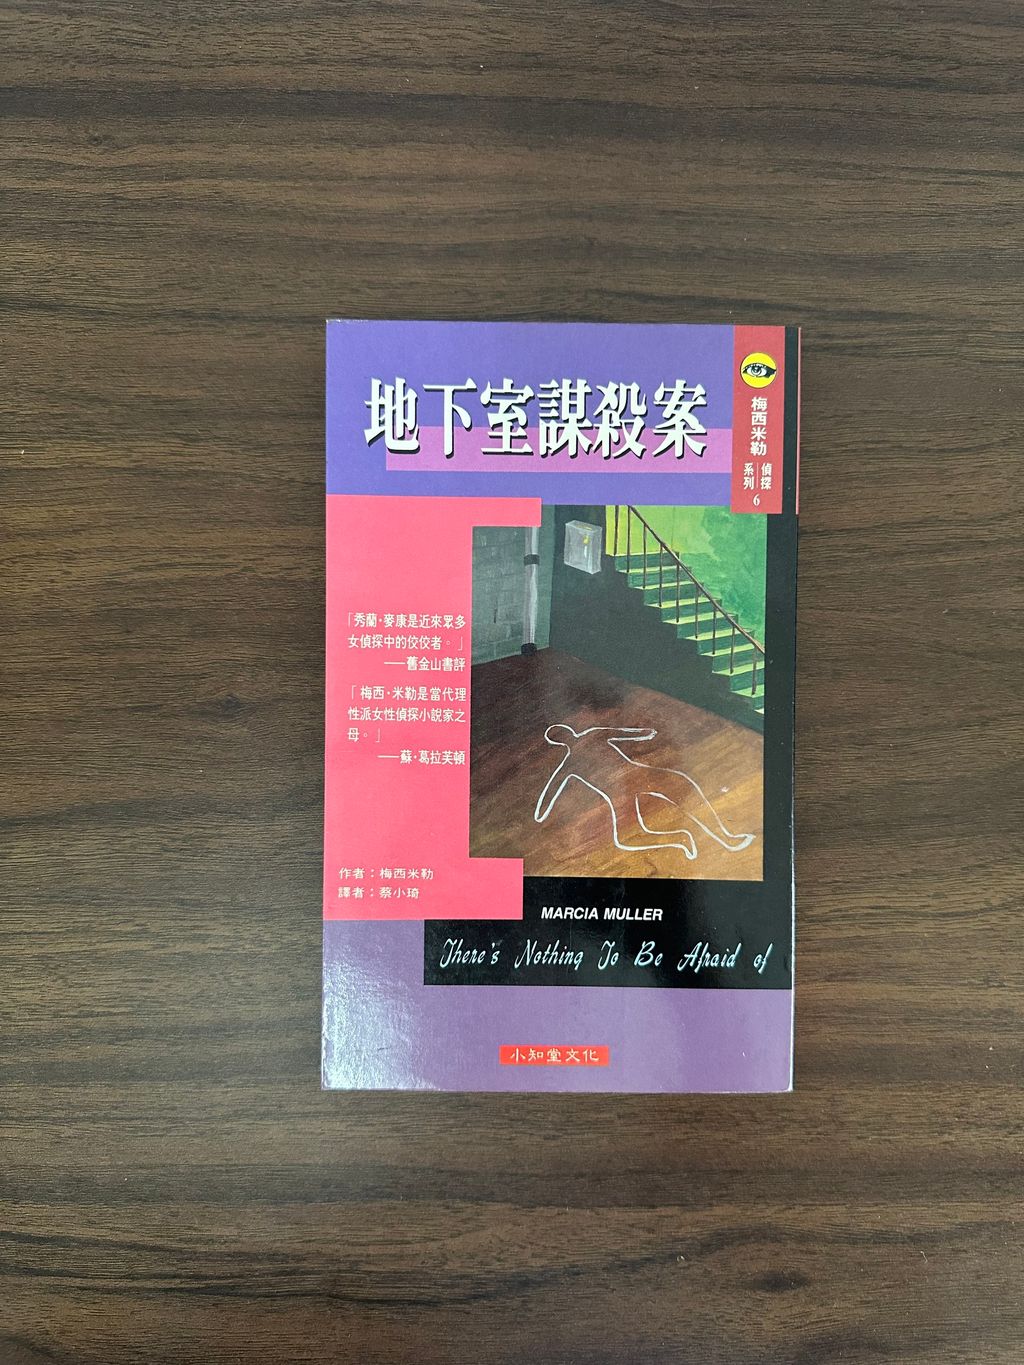 地下室謀殺案
梅西米勒
偵探
系列
6
「秀蘭·麥康是近來眾多
女偵探中的佼佼者。」
──舊金山書評
「梅西·米勒是當代理
性派女性偵探小說家之
母。」
──蘇·葛拉芙頓
作者：梅西米勒
譯者：蔡小琦
MARCIA MULLER
There's Nothing To Be Afraid of
小知堂文化